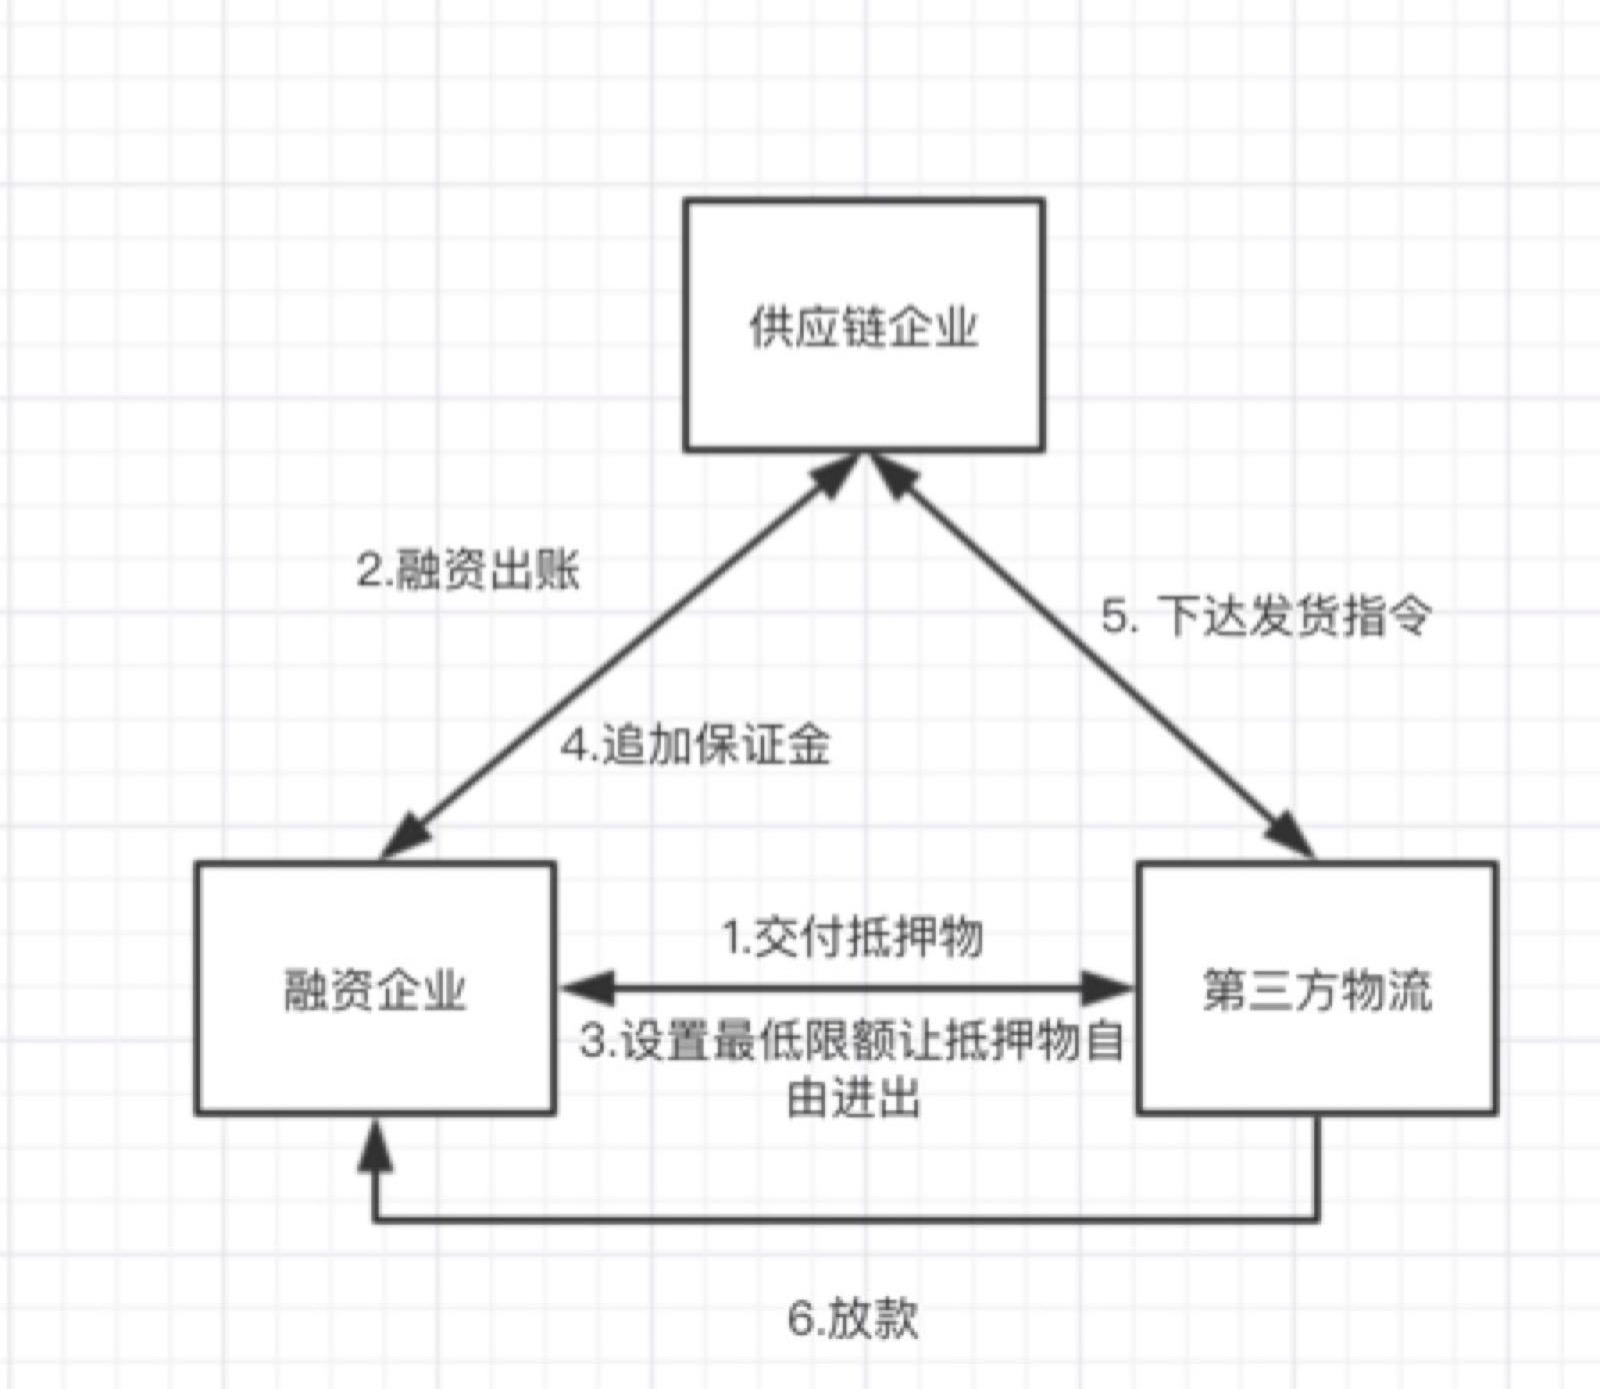 供应链企业
2.融资出账
5. 下达发货指令
4.追加保证金
融资企业
1.交付抵押物
第三方物流
3.设置最低限额让抵押物自
由进出
6.放款